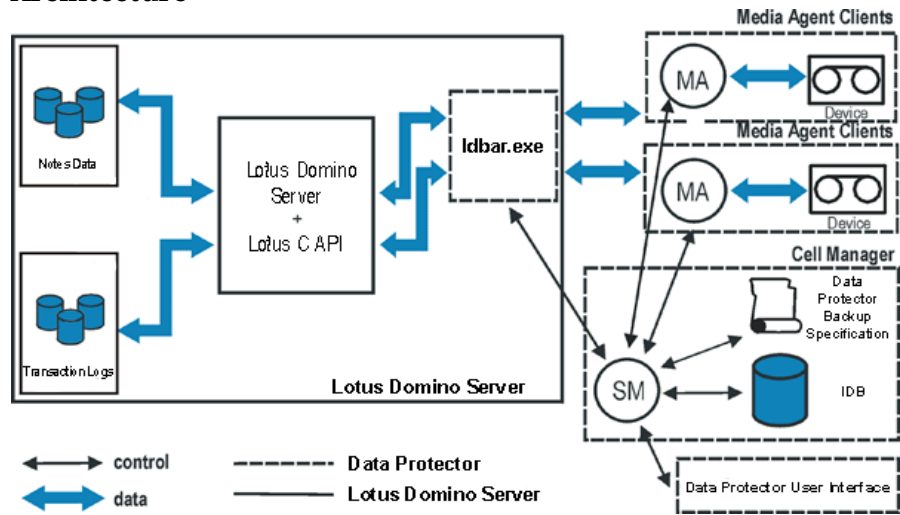 Architecture
Media Agent Clients
MA
Device
Notes Data
Lotus Domino
Server
+
Lotus C API
ldbar.exe
Media Agent Clients
MA
Device
Transaction Logs
Lotus Domino Server
Cell Manager
Data
Protector
Backup
Specification
SM
IDB
Data Protector User Interface
control
data
Data Protector
Lotus Domino Server